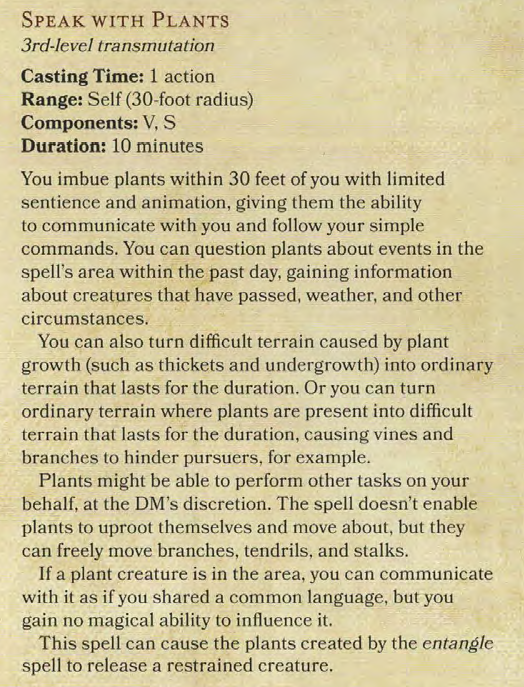 SPEAK WITH PLANTS
3rd-level transmutation
Casting Time: 1 action
Range: Self (30-foot radius)
Components: V, S
Duration: 10 minutes
You imbue plants within 30 feet of you with limited
sentience and animation, giving them the ability
to communicate with you and follow your simple
commands. You can question plants about events in the
spell's area within the past day, gaining information
about creatures that have passed, weather, and other
circumstances.
You can also turn difficult terrain caused by plant
growth (such as thickets and undergrowth) into ordinary
terrain that lasts for the duration. Or you can turn
ordinary terrain where plants are present into difficult
terrain that lasts for the duration, causing vines and
branches to hinder pursuers, for example.
Plants might be able to perform other tasks on your
behalf, at the DM's discretion. The spell doesn't enable
plants to uproot themselves and move about, but they
can freely move branches, tendrils, and stalks.
If a plant creature is in the area, you can communicate
with it as if you shared a common language, but you
gain no magical ability to influence it.
This spell can cause the plants created by the entangle
spell to release a restrained creature.